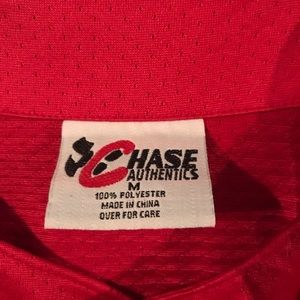 CHASE
AUTHENTICS
M
100% POLYESTER
MADE IN CHINA
OVER FOR CARE